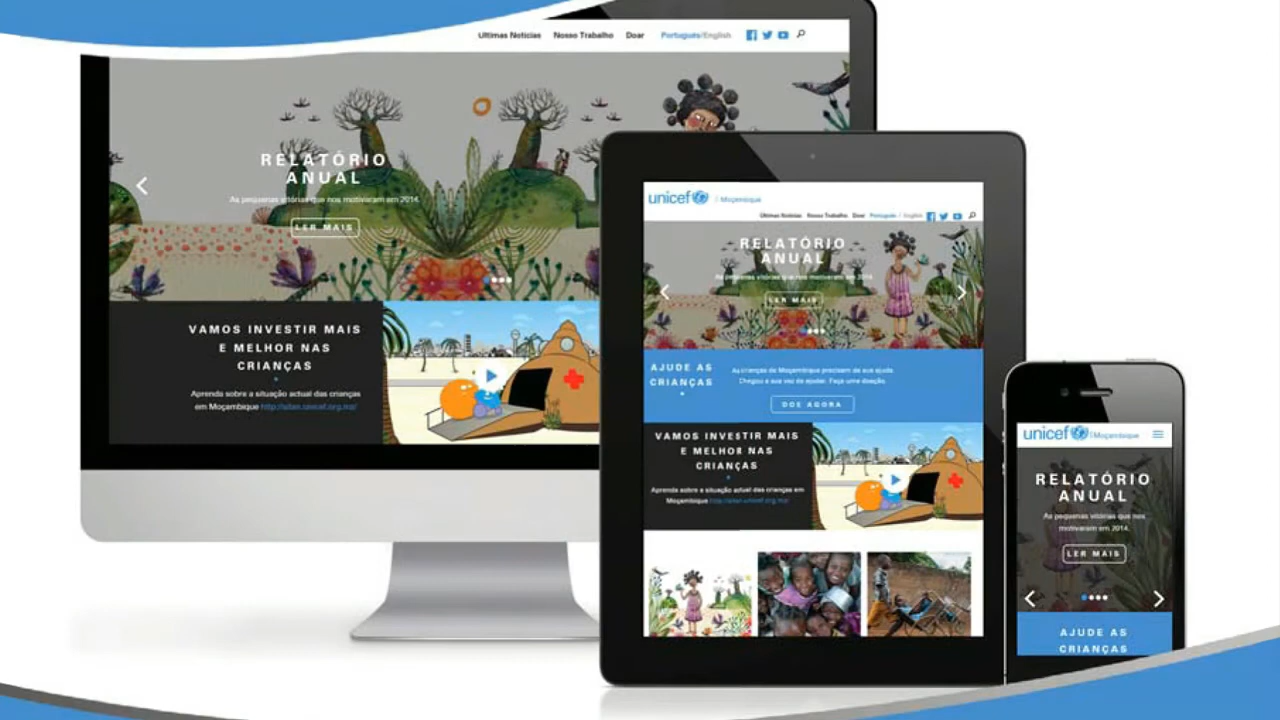 Ultimas Noticias Nosso Trabalho Doar Português/English
RELATÓRIO
ANUAL
As pequenas vitórias que nos motivaram em 2014.
LER MAIS
VAMOS INVESTIR MAIS
E MELHOR NAS
CRIANÇAS
Aprenda sobre a situação actual das crianças
em Moçambique http://sitan.unicef.org.mz/
unicef | Moçambique
Ultimas Noticias Nosso Trabalho Doar Português / English
RELATÓRIO
ANUAL
As pequenas vitórias que nos motivaram em 2014.
LER MAIS
AJUDE AS
CRIANÇAS
As crianças de Moçambique precisam de sua ajuda.
Chegou a sua vez de ajudar. Faça uma doação.
DOE AGORA
VAMOS INVESTIR MAIS
E MELHOR NAS
CRIANÇAS
Aprenda sobre a situação actual das crianças em
Moçambique http://sitan.unicef.org.mz/
unicef | Moçambique
RELATÓRIO
ANUAL
As pequenas vitórias que nos
motivaram em 2014.
LER MAIS
AJUDE AS
CRIANÇAS